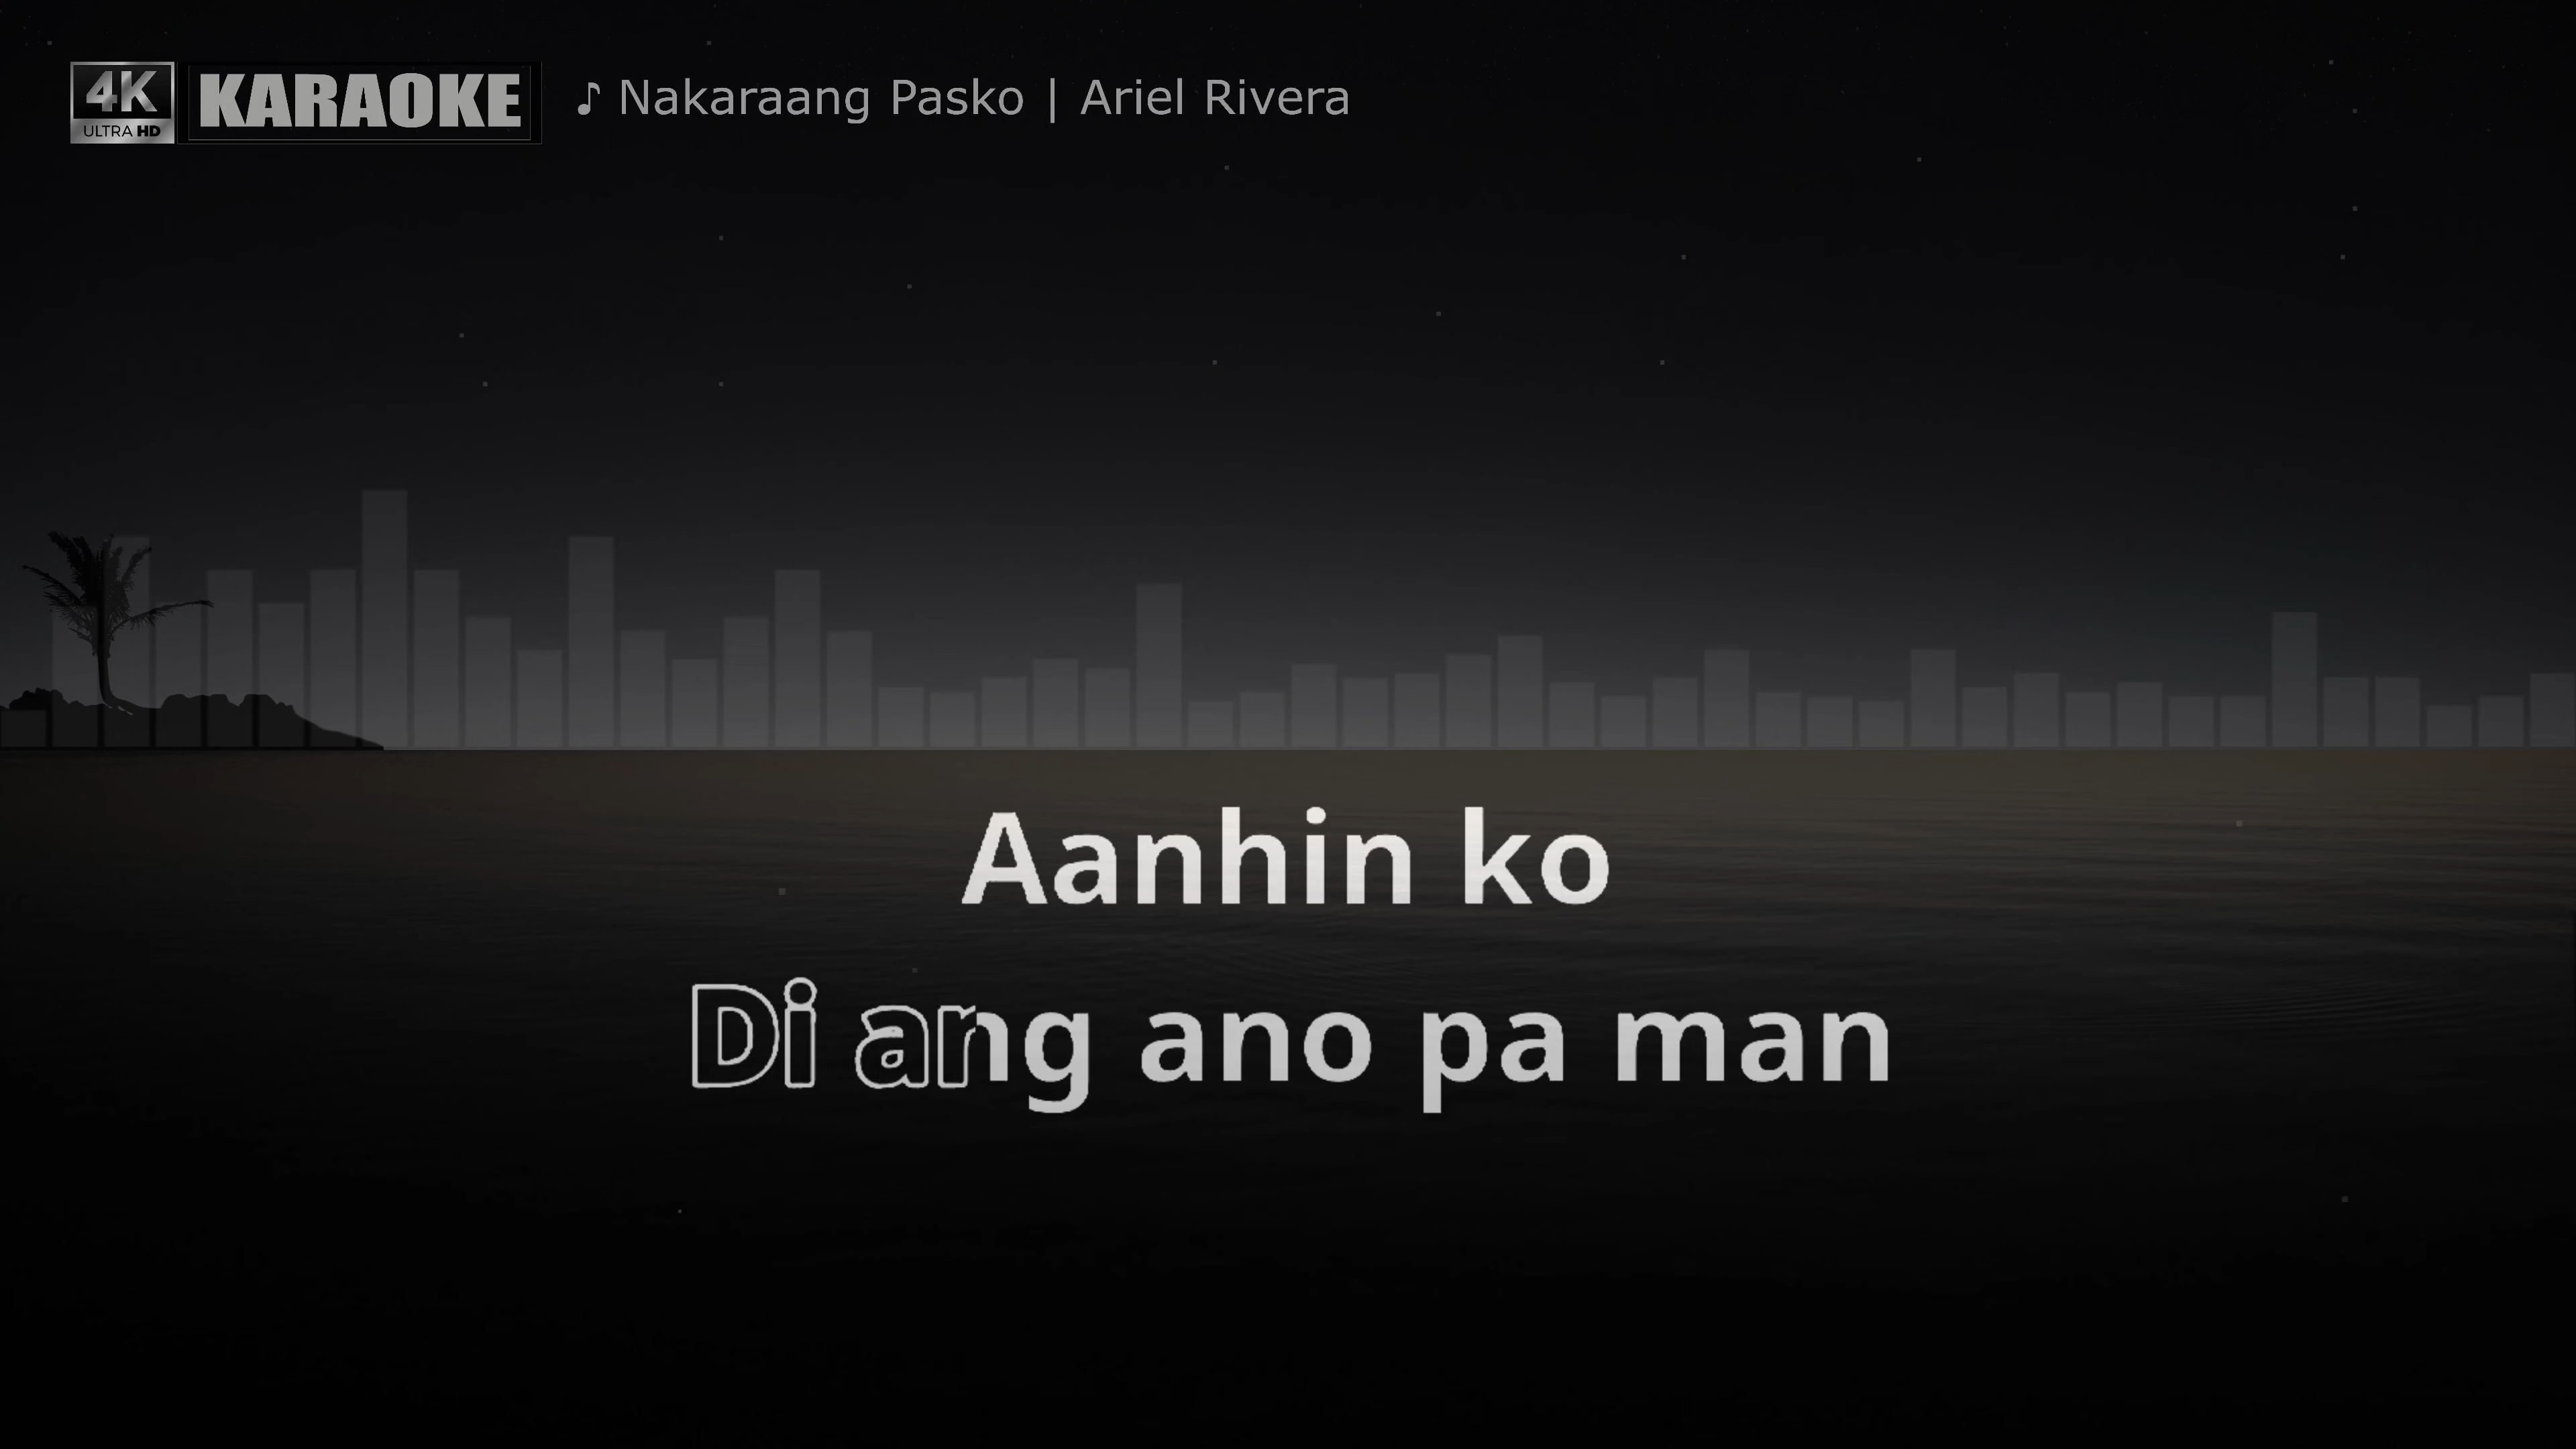 4K
ULTRA HD
KARAOKE
♪ Nakaraang Pasko | Ariel Rivera
Aanhin ko
Di ang ano pa man